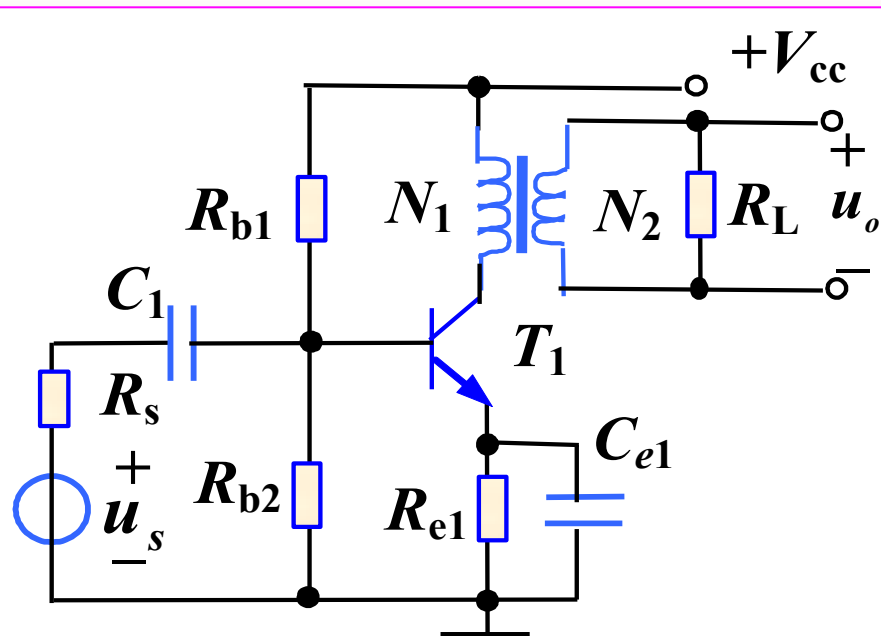 +Vcc
Rb1
N1
N2
RL
+
uo
−
C1
T1
Rs
Ce1
+
us
−
Rb2
Re1